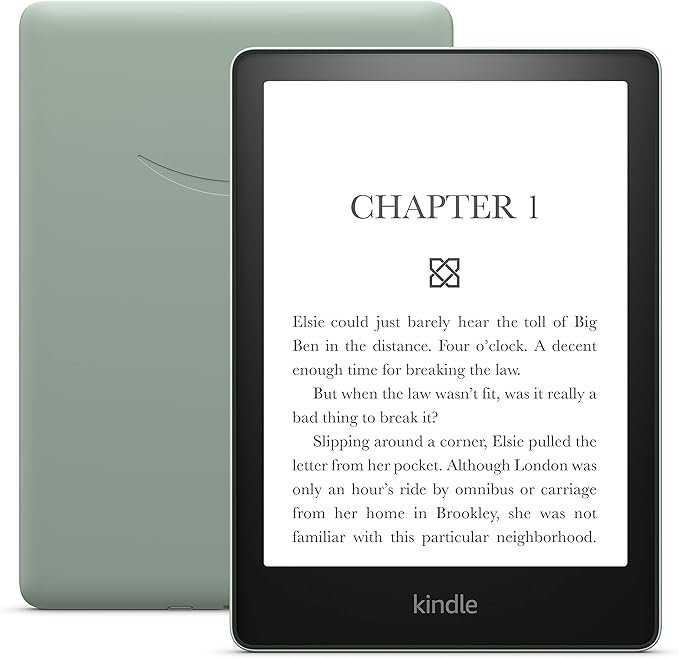 CHAPTER 1
Elsie could just barely hear the toll of Big
Ben in the distance. Four o’clock. A decent
enough time for breaking the law.
But when the law wasn’t fit, was it really a
bad thing to break it?
Slipping around a corner, Elsie pulled the
letter from her pocket. Although London was
only an hour’s ride by omnibus or carriage
from her home in Brookley, she was not
familiar with this particular neighborhood.
kindle